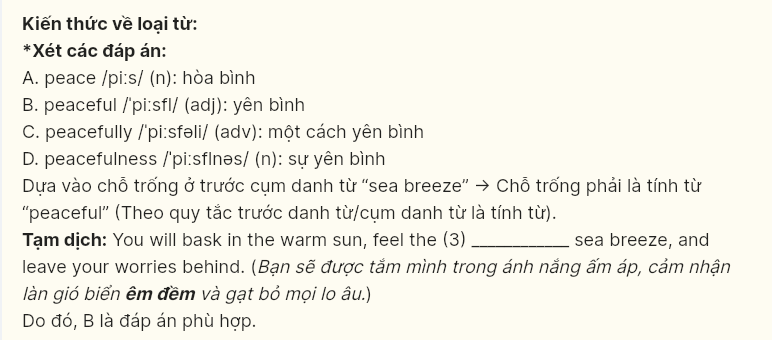 Kiến thức về loại từ:
*Xét các đáp án:
A. peace /piːs/ (n): hòa bình
B. peaceful /ˈpiːsfl/ (adj): yên bình
C. peacefully /ˈpiːsfəli/ (adv): một cách yên bình
D. peacefulness /ˈpiːsflnəs/ (n): sự yên bình
Dựa vào chỗ trống ở trước cụm danh từ “sea breeze” → Chỗ trống phải là tính từ
“peaceful” (Theo quy tắc trước danh từ/cụm danh từ là tính từ).
Tạm dịch: You will bask in the warm sun, feel the (3) ____________ sea breeze, and
leave your worries behind. (Bạn sẽ được tắm mình trong ánh nắng ấm áp, cảm nhận
làn gió biển êm đềm và gạt bỏ mọi lo âu.)
Do đó, B là đáp án phù hợp.